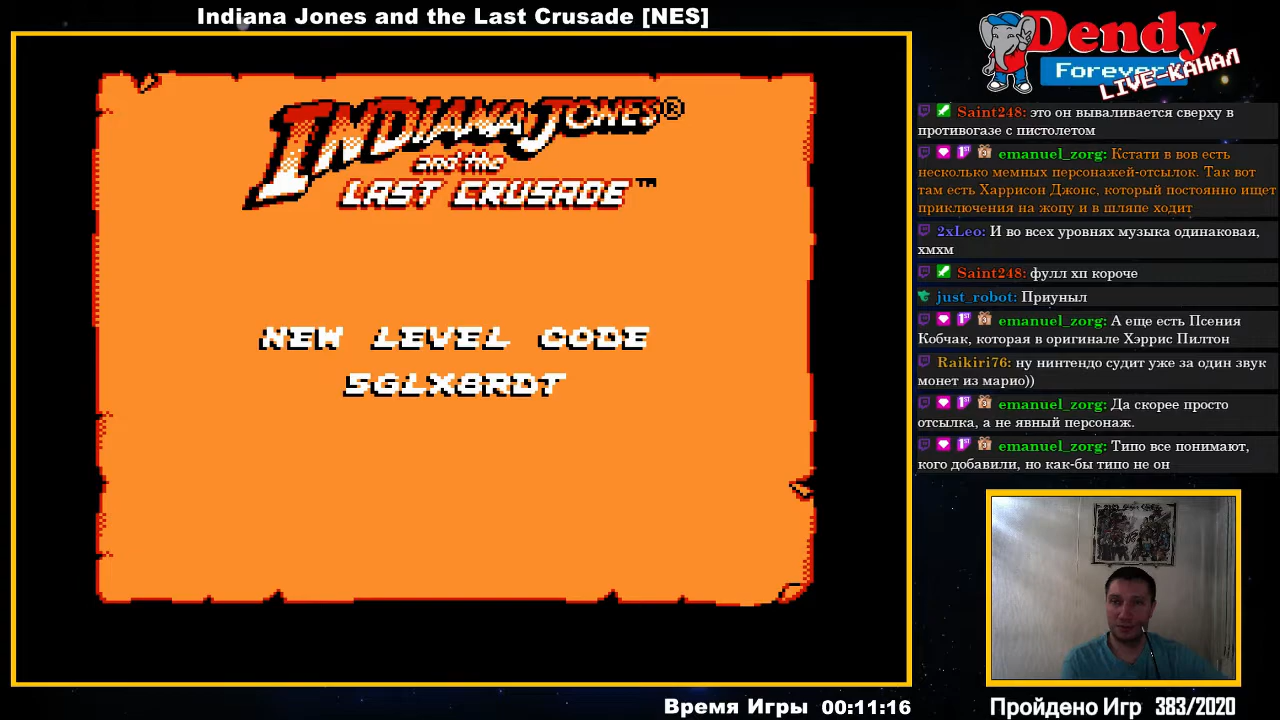 Indiana Jones and the Last Crusade [NES]
INDIANA JONES®
and the
LAST CRUSADE™
NEW LEVEL CODE
SGLX8RDT
Dendy
Forever
LIVE-КАНАЛ
Saint248: это он вываливается сверху в
противогазе с пистолетом
emanuel_zorg: Кстати в вов есть
несколько мемных персонажей-отсылок. Так вот
там есть Харрисон Джонс, который постоянно ищет
приключения на жопу и в шляпе ходит
2xLeo: И во всех уровнях музыка одинаковая,
хмхм
Saint248: фулл хп короче
just_robot: Приуныл
emanuel_zorg: А еще есть Псения
Кобчак, которая в оригинале Хэррис Пилтон
Raikiri76: ну нинтендо судит уже за один звук
монет из марио))
emanuel_zorg: Да скорее просто
отсылка, а не явный персонаж.
emanuel_zorg: Типо все понимают,
кого добавили, но как-бы типо не он
Время Игры 00:11:16
Пройдено Игр 383/2020